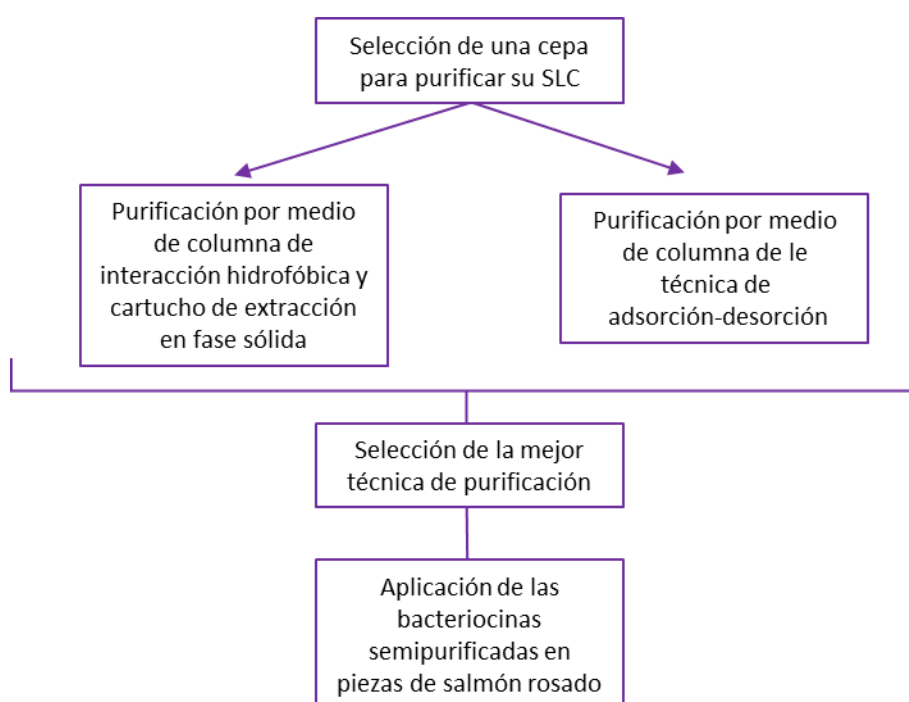 Selección de una cepa
para purificar su SLC
Purificación por medio
de columna de
interacción hidrofóbica y
cartucho de extracción
en fase sólida
Purificación por medio
de columna de le
técnica de
adsorción-desorción
Selección de la mejor
técnica de purificación
Aplicación de las
bacteriocinas
semipurificadas en
piezas de salmón rosado